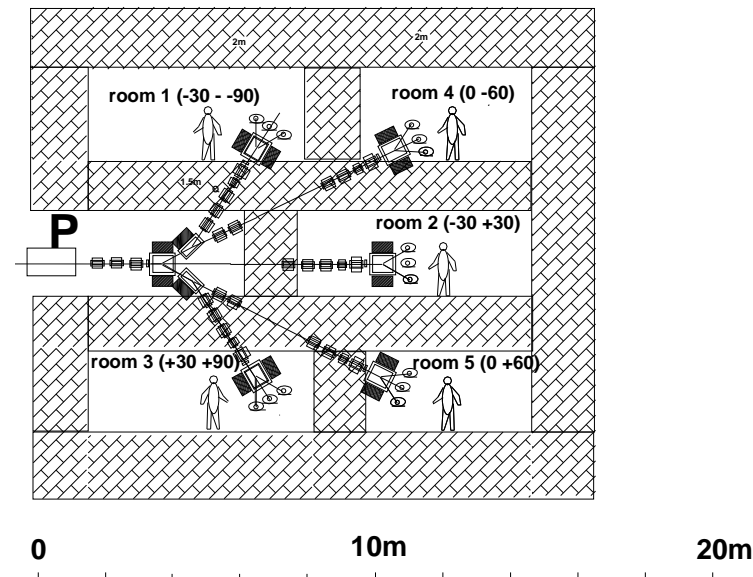 2m
2m
room 1 (-30 - -90)
room 4 (0 -60)
1.5m
P
room 2 (-30 +30)
room 3 (+30 +90)
room 5 (0 +60)
0
10m
20m